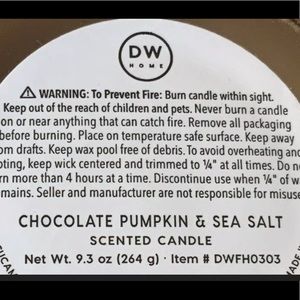 DW
HOME
⚠ WARNING: To Prevent Fire: Burn candle within sight.
Keep out of the reach of children and pets. Never burn a candle
on or near anything that can catch fire. Remove all packaging
before burning. Place on temperature safe surface. Keep away
om drafts. Keep wax pool free of debris. To avoid overheating and
oting, keep wick centered and trimmed to ¼" at all times. Do no
rn more than 4 hours at a time. Discontinue use when ¼" of w
mains. Seller and manufacturer are not responsible for misuse
CHOCOLATE PUMPKIN & SEA SALT
SCENTED CANDLE
Net Wt. 9.3 oz (264 g) · Item # DWFH0303